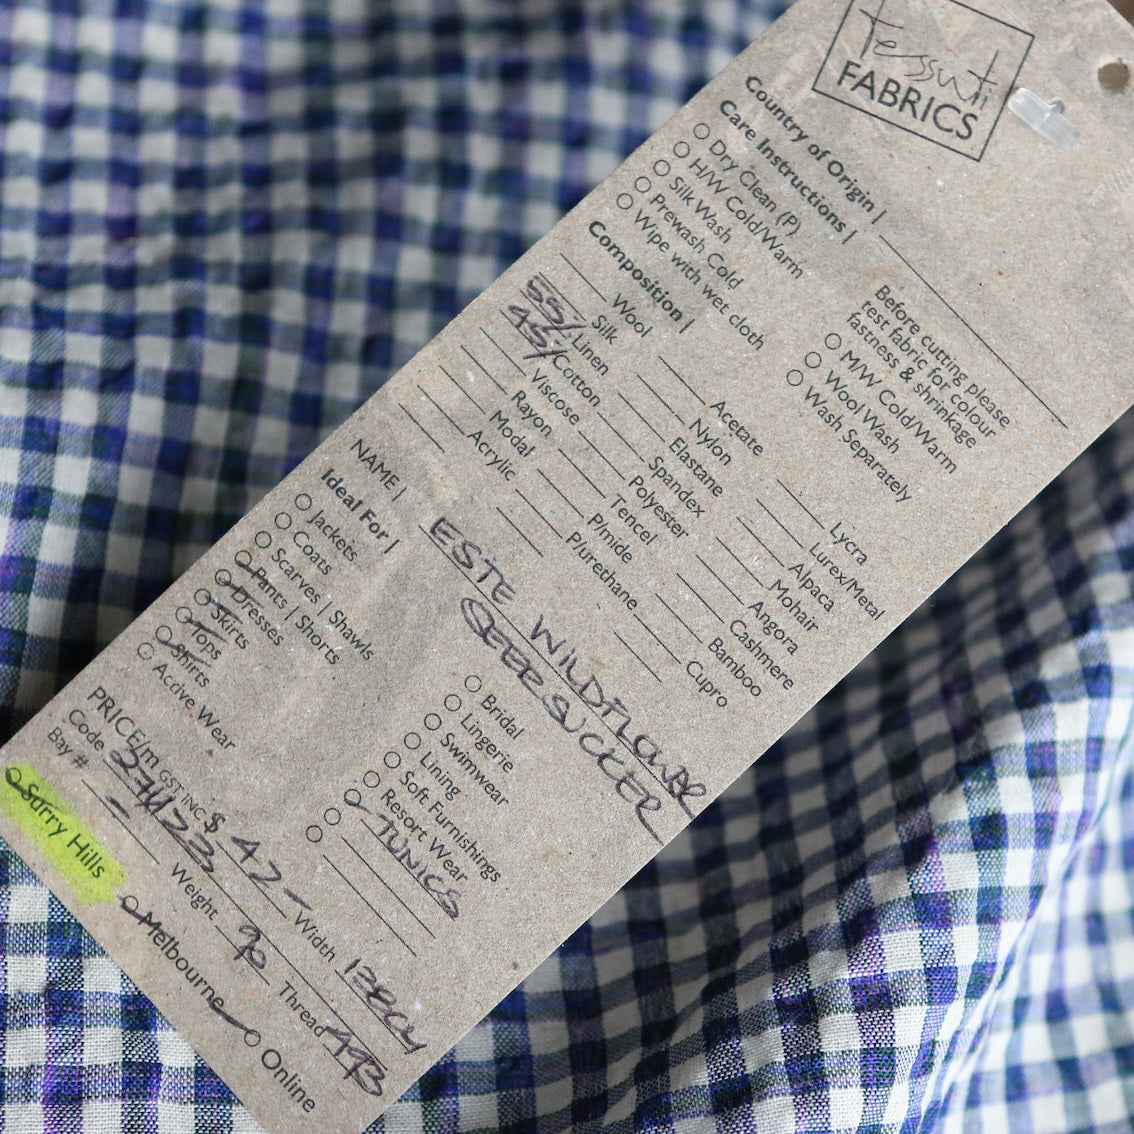 Tessuti
FABRICS
Country of Origin |
Care Instructions |
Dry Clean (P)
H/W Cold/Warm
Silk Wash
Prewash Cold
Wipe with wet cloth
Before cutting please
test fabric for colour
fastness & shrinkage
M/W Cold/Warm
Wool Wash
Wash Separately
Composition |
Wool
Silk
55/ Linen
45/ Cotton
Viscose
Rayon
Modal
Acrylic
Acetate
Nylon
Elastane
Spandex
Polyester
Tencel
P/mide
P/urethane
Lycra
Lurex/Metal
Alpaca
Mohair
Angora
Cashmere
Bamboo
Cupro
NAME | ESTE WILDFLOWER
SEERSUCKER
Ideal For |
Jackets
Coats
Scarves | Shawls
Pants | Shorts
Dresses
Skirts
Tops
Shirts
Active Wear
Bridal
Lingerie
Swimwear
Lining
Soft Furnishings
Resort Wear
TUNICS
PRICE/m GST INC $ 42- Width 138CM
Code Weight Thread
Bay # -
Surry Hills Melbourne Online